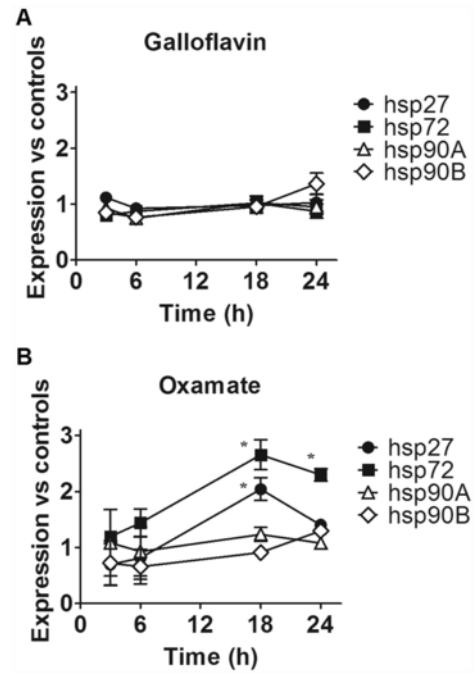 A
Galloflavin
Expression vs controls
3
2
1
0
0 6 12 18 24
Time (h)
hsp27
hsp72
hsp90A
hsp90B
B
Oxamate
Expression vs controls
3
2
1
0
0 6 12 18 24
Time (h)
* * *
hsp27
hsp72
hsp90A
hsp90B